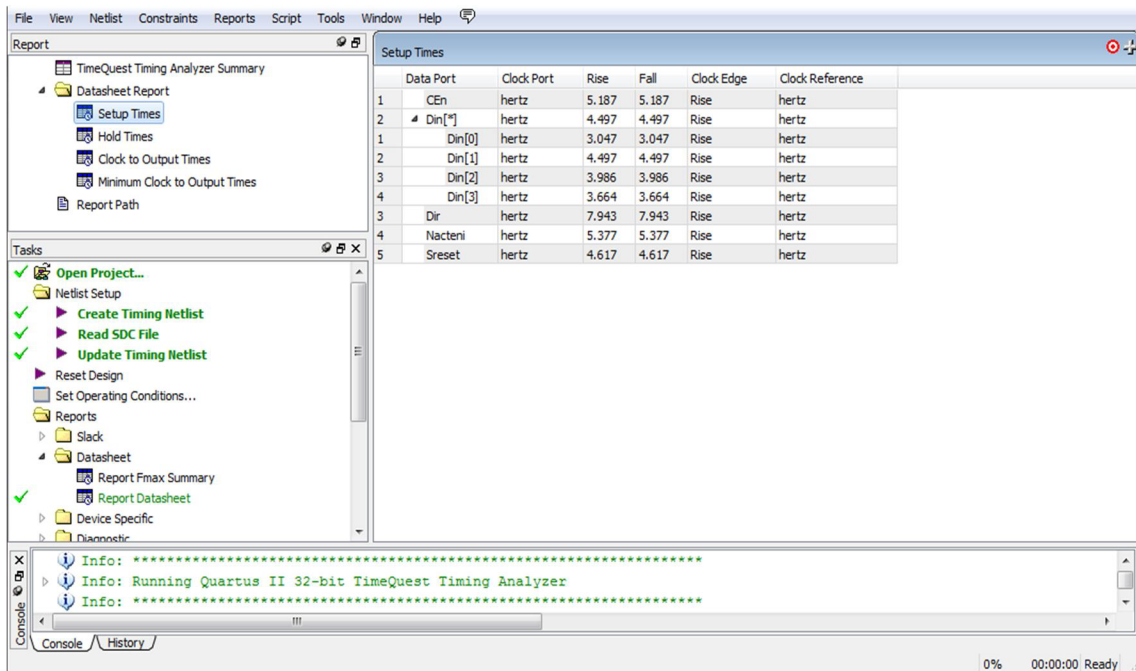 File View Netlist Constraints Reports Script Tools Window Help
Report
TimeQuest Timing Analyzer Summary
Datasheet Report
Setup Times
Hold Times
Clock to Output Times
Minimum Clock to Output Times
Report Path
Tasks
Open Project...
Netlist Setup
Create Timing Netlist
Read SDC File
Update Timing Netlist
Reset Design
Set Operating Conditions...
Reports
Slack
Datasheet
Report Fmax Summary
Report Datasheet
Device Specific
Diagnostic
Setup Times
Data Port Clock Port Rise Fall Clock Edge Clock Reference
1 CEn hertz 5.187 5.187 Rise hertz
2 Din[*] hertz 4.497 4.497 Rise hertz
1 Din[0] hertz 3.047 3.047 Rise hertz
2 Din[1] hertz 4.497 4.497 Rise hertz
3 Din[2] hertz 3.986 3.986 Rise hertz
4 Din[3] hertz 3.664 3.664 Rise hertz
3 Dir hertz 7.943 7.943 Rise hertz
4 Nacteni hertz 5.377 5.377 Rise hertz
5 Sreset hertz 4.617 4.617 Rise hertz
Info: *******************************************************************
Info: Running Quartus II 32-bit TimeQuest Timing Analyzer
Info: *******************************************************************
Console
Console History
0% 00:00:00 Ready